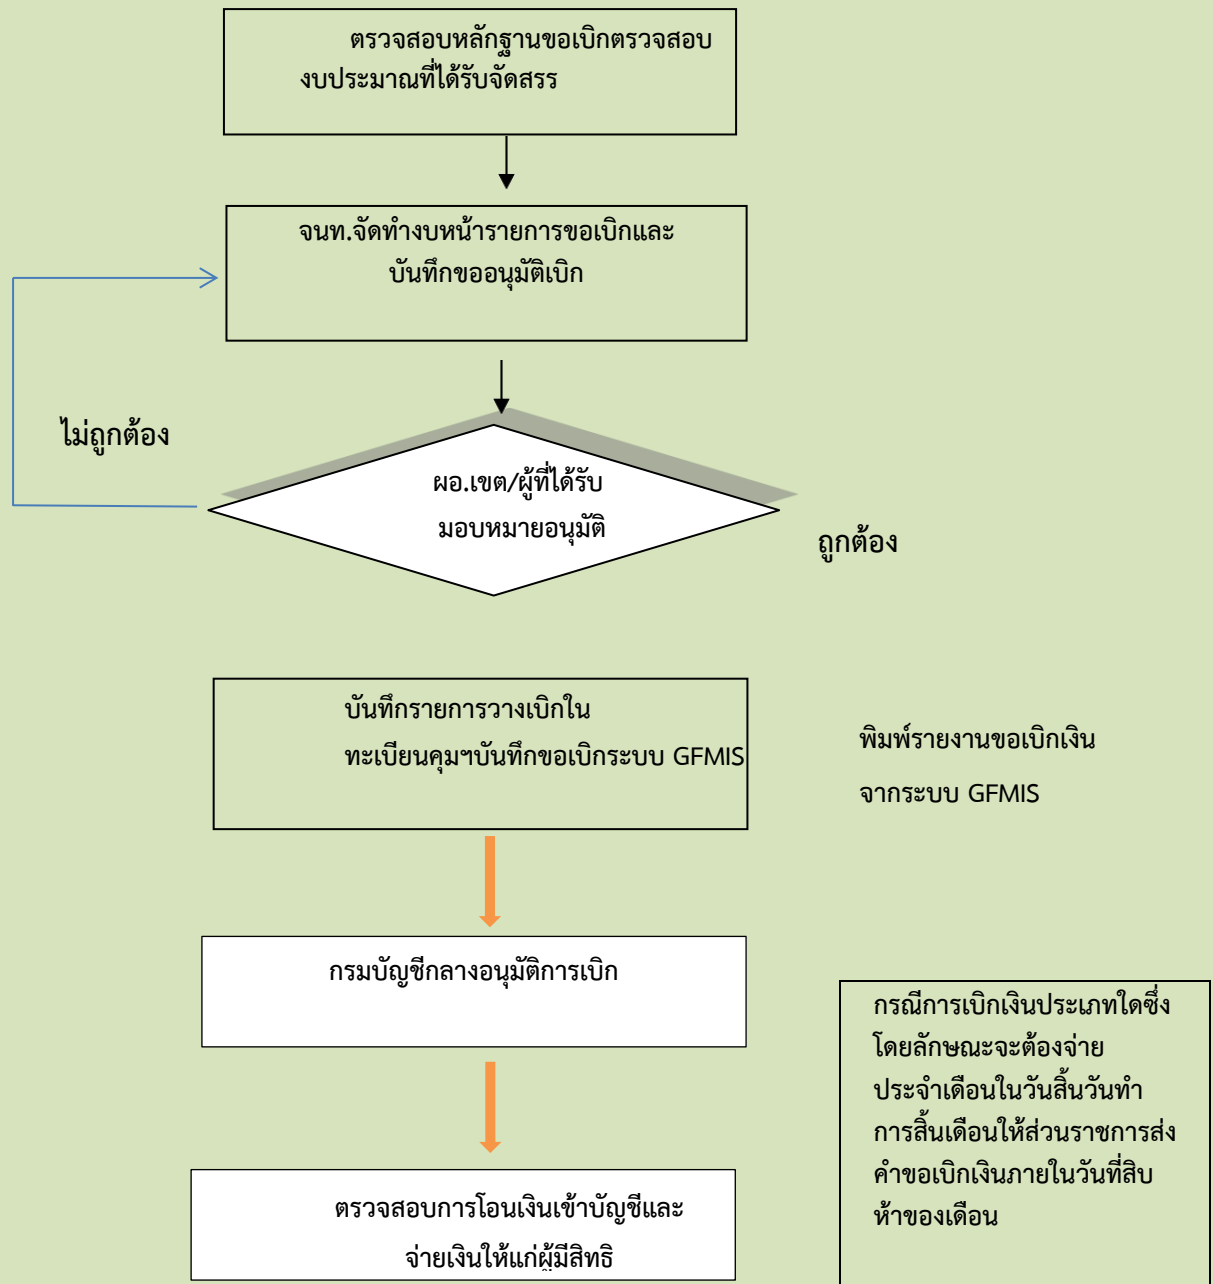 ตรวจสอบหลักฐานขอเบิกตรวจสอบ
งบประมาณที่ได้รับจัดสรร
จนท.จัดทำงบหน้ารายการขอเบิกและ
บันทึกขออนุมัติเบิก
ไม่ถูกต้อง
ผอ.เขต/ผู้ที่ได้รับ
มอบหมายอนุมัติ
ถูกต้อง
บันทึกรายการวางเบิกใน
ทะเบียนคุมฯบันทึกขอเบิกระบบ GFMIS
พิมพ์รายงานขอเบิกเงิน
จากระบบ GFMIS
กรมบัญชีกลางอนุมัติการเบิก
กรณีการเบิกเงินประเภทใดซึ่ง
โดยลักษณะจะต้องจ่าย
ประจำเดือนในวันสิ้นวันทำ
การสิ้นเดือนให้ส่วนราชการส่ง
คำขอเบิกเงินภายในวันที่สิบ
ห้าของเดือน
ตรวจสอบการโอนเงินเข้าบัญชีและ
จ่ายเงินให้แก่ผู้มีสิทธิ